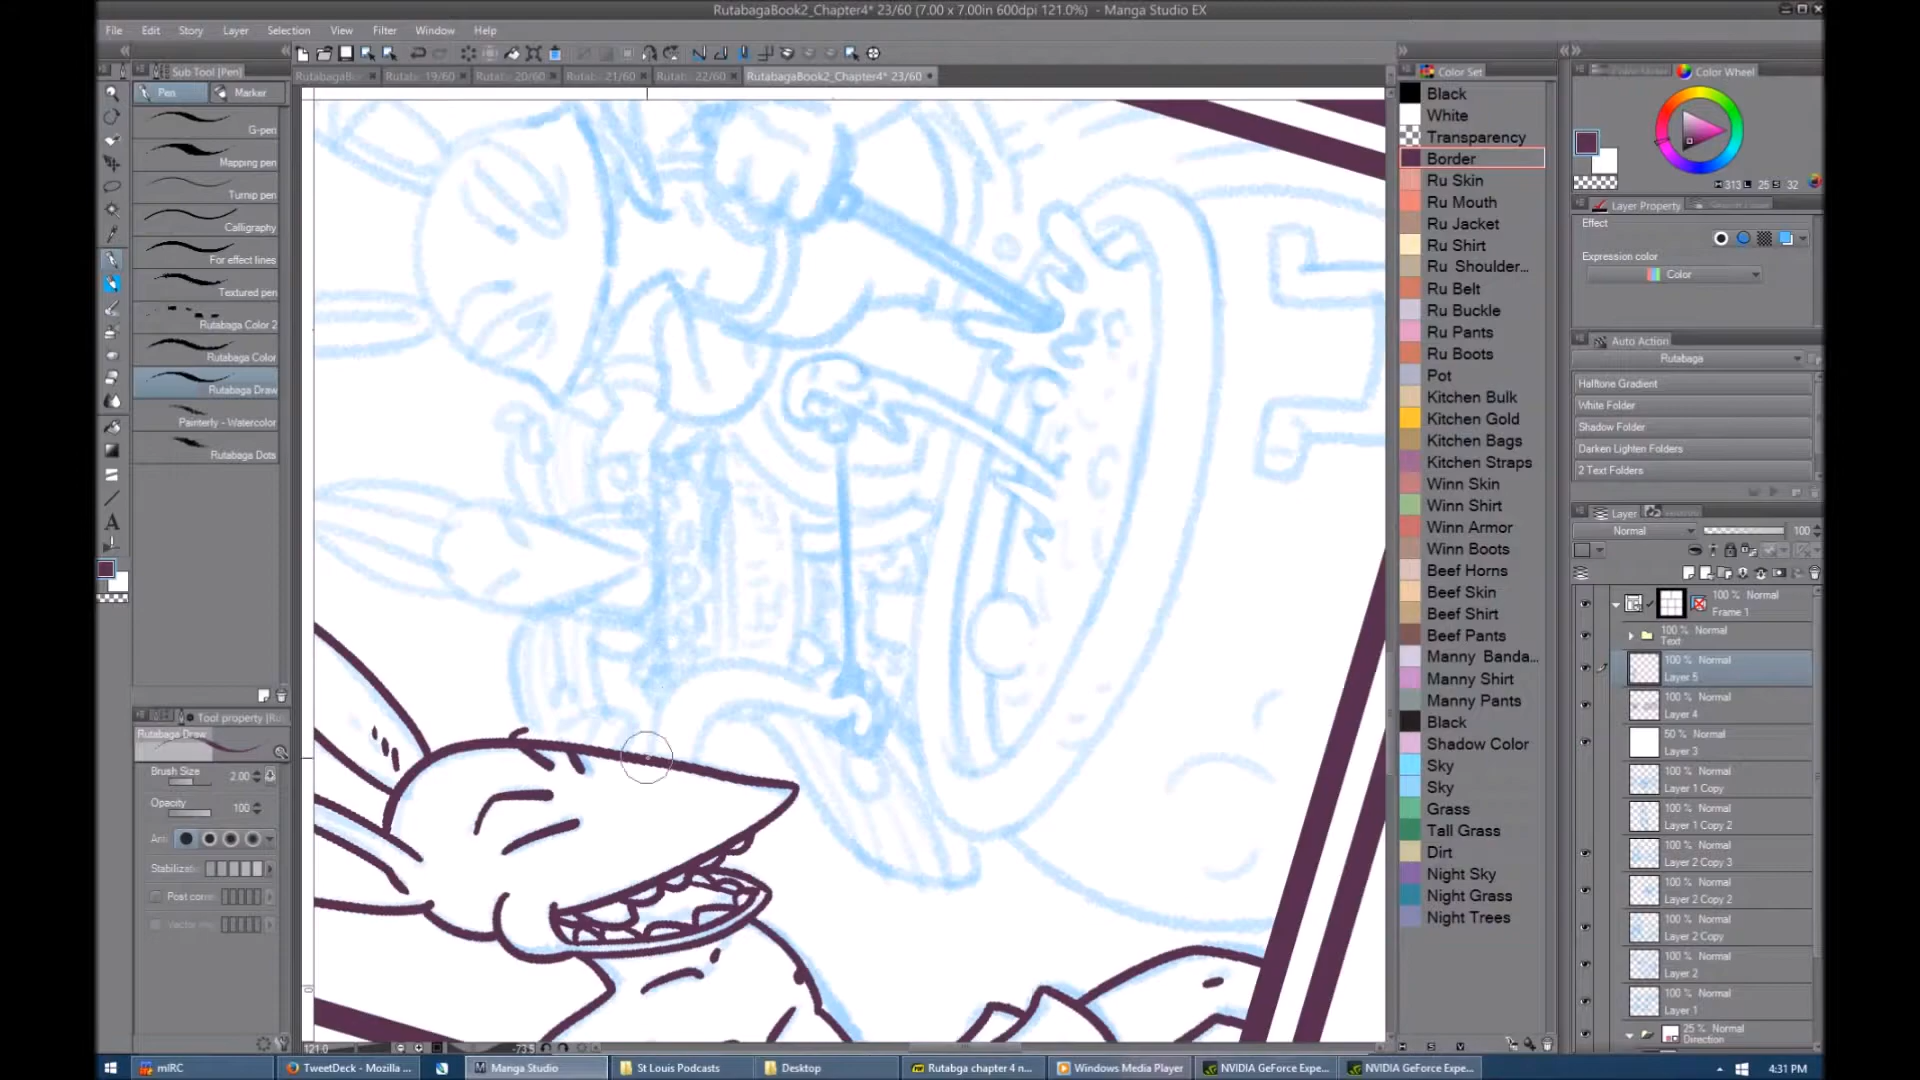 RutabagaBook2_Chapter4* 23/60 (7.00 x 7.00in 600dpi 121.0%) - Manga Studio EX
File Edit Story Layer Selection View Filter Window Help
Sub Tool [Pen]
Rutab 19/60 Rutab 20/60 Rutab 21/60 Rutab 22/60 RutabagaBook2_Chapter4* 23/60
Pen Marker
G-pen
Mapping pen
Turnip pen
Calligraphy
For effect lines
Textured pen
Rutabaga Color 2
Rutabaga Color
Rutabaga Draw
Painterly - Watercolor
Rutabaga Dots
Tool property [Ru
Rutabaga Draw
Brush Size 2.00
Opacity 100
Anti
Stabilizatio
Post corre
Vector m
121.0 -73.5
Color Set
Black
White
Transparency
Border
Ru Skin
Ru Mouth
Ru Jacket
Ru Shirt
Ru Shoulder...
Ru Belt
Ru Buckle
Ru Pants
Ru Boots
Pot
Kitchen Bulk
Kitchen Gold
Kitchen Bags
Kitchen Straps
Winn Skin
Winn Shirt
Winn Armor
Winn Boots
Beef Horns
Beef Skin
Beef Shirt
Beef Pants
Manny Banda...
Manny Shirt
Manny Pants
Black
Shadow Color
Sky
Sky
Grass
Tall Grass
Dirt
Night Sky
Night Grass
Night Trees
Color Wheel
H 313 L 25 S 32
Layer Property
Effect
Expression color
Color
Auto Action
Rutabaga
Halftone Gradient
White Folder
Shadow Folder
Darken Lighten Folders
2 Text Folders
Layer
Normal 100
100 % Normal
Frame 1
100 % Normal
Text
100 % Normal
Layer 5
100 % Normal
Layer 4
50 % Normal
Layer 3
100 % Normal
Layer 1 Copy
100 % Normal
Layer 1 Copy 2
100 % Normal
Layer 2 Copy 3
100 % Normal
Layer 2 Copy 2
100 % Normal
Layer 2 Copy
100 % Normal
Layer 2
100 % Normal
Layer 1
25 % Normal
Direction
mIRC TweetDeck - Mozilla ... Manga Studio St Louis Podcasts Desktop Rutabga chapter 4 n... Windows Media Player NVIDIA GeForce Expe... NVIDIA GeForce Expe... 4:31 PM